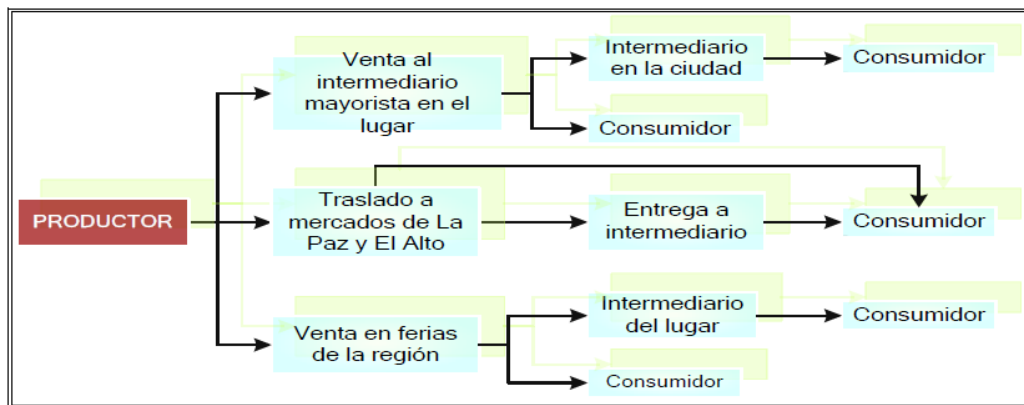 PRODUCTOR
Venta al
intermediario
mayorista en el
lugar
Intermediario
en la ciudad
Consumidor
Consumidor
Traslado a
mercados de La
Paz y El Alto
Entrega a
intermediario
Consumidor
Venta en ferias
de la región
Intermediario
del lugar
Consumidor
Consumidor